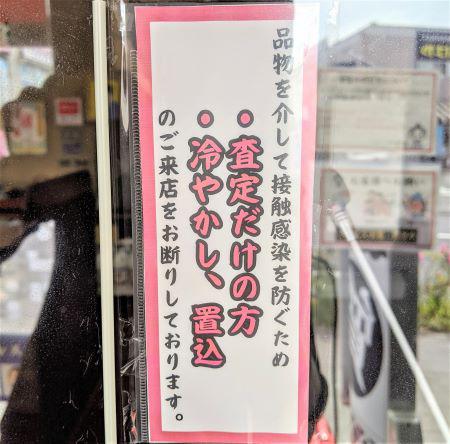 品物を介して接触感染を防ぐため
・査定だけの方
・冷やかし、置込
のご来店をお断りしております。